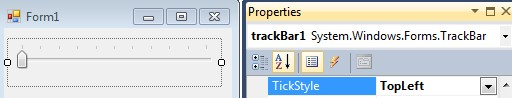 Form1
Properties
trackBar1 System.Windows.Forms.TrackBar
TickStyle TopLeft